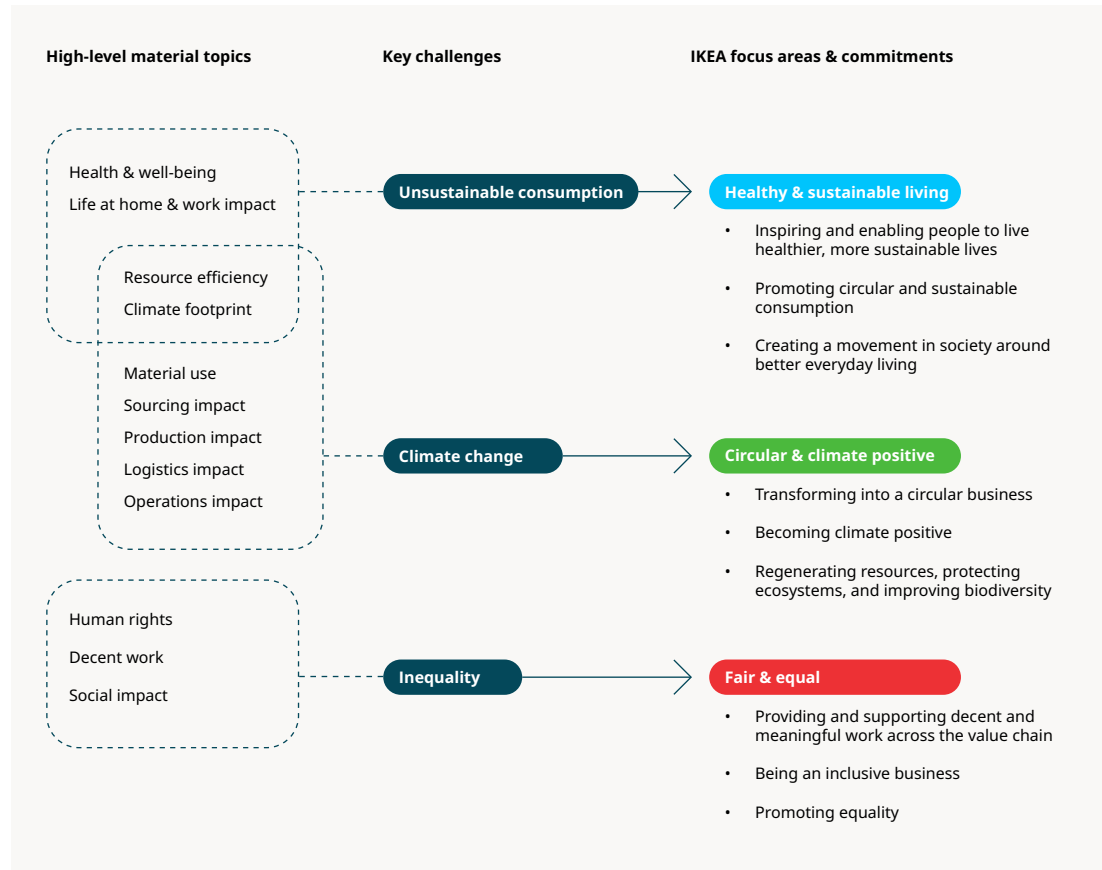 High-level material topics
Key challenges
IKEA focus areas & commitments
Health & well-being
Life at home & work impact
Resource efficiency
Climate footprint
Material use
Sourcing impact
Production impact
Logistics impact
Operations impact
Human rights
Decent work
Social impact
Unsustainable consumption
Climate change
Inequality
Healthy & sustainable living
• Inspiring and enabling people to live
healthier, more sustainable lives
• Promoting circular and sustainable
consumption
• Creating a movement in society around
better everyday living
Circular & climate positive
• Transforming into a circular business
• Becoming climate positive
• Regenerating resources, protecting
ecosystems, and improving biodiversity
Fair & equal
• Providing and supporting decent and
meaningful work across the value chain
• Being an inclusive business
• Promoting equality